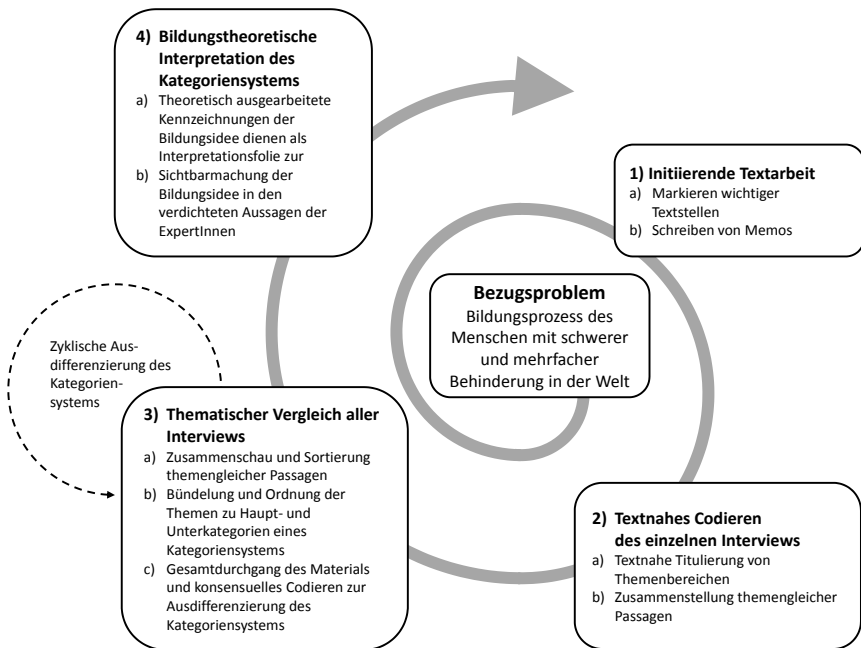 4) Bildungstheoretische
Interpretation des
Kategoriensystems
a) Theoretisch ausgearbeitete
Kennzeichnungen der
Bildungsidee dienen als
Interpretationsfolie zur
b) Sichtbarmachung der
Bildungsidee in den
verdichteten Aussagen der
ExpertInnen
1) Initiierende Textarbeit
a) Markieren wichtiger
Textstellen
b) Schreiben von Memos
Bezugsproblem
Bildungsprozess des
Menschen mit schwerer
und mehrfacher
Behinderung in der Welt
Zyklische Aus-
differenzierung des
Kategorien-
systems
3) Thematischer Vergleich aller
Interviews
a) Zusammenschau und Sortierung
themengleicher Passagen
b) Bündelung und Ordnung der
Themen zu Haupt- und
Unterkategorien eines
Kategoriensystems
c) Gesamtdurchgang des Materials
und konsensuelles Codieren zur
Ausdifferenzierung des
Kategoriensystems
2) Textnahes Codieren
des einzelnen Interviews
a) Textnahe Titulierung von
Themenbereichen
b) Zusammenstellung themengleicher
Passagen